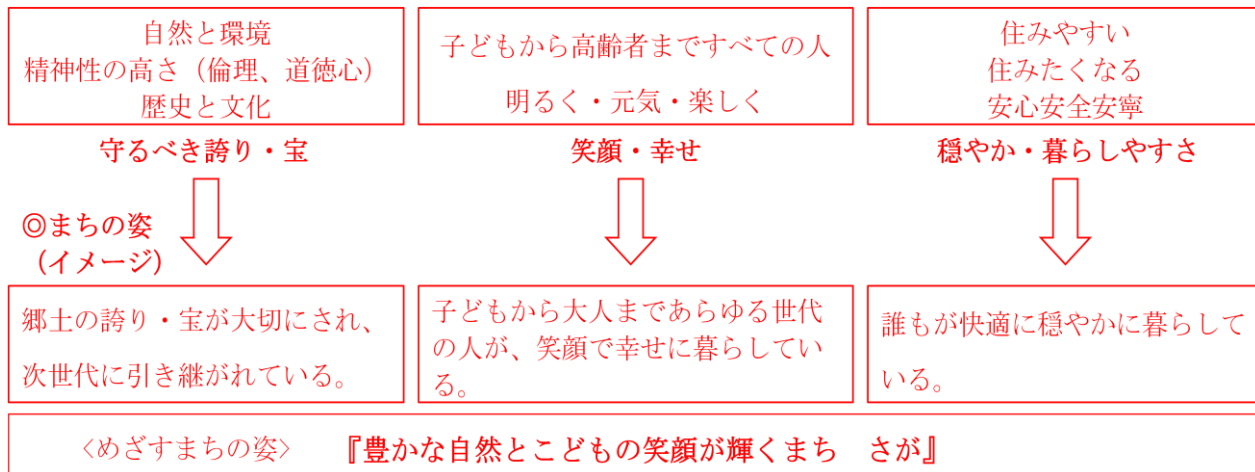 自然と環境
精神性の高さ（倫理、道徳心）
歴史と文化
守るべき誇り・宝
子どもから高齢者まですべての人
明るく・元気・楽しく
笑顔・幸せ
住みやすい
住みたくなる
安心安全安寧
穏やか・暮らしやすさ
◎まちの姿
（イメージ）
郷土の誇り・宝が大切にされ、
次世代に引き継がれている。
子どもから大人まであらゆる世代
の人が、笑顔で幸せに暮らしてい
る。
誰もが快適に穏やかに暮らして
いる。
〈めざすまちの姿〉 『豊かな自然とこどもの笑顔が輝くまち　さが』